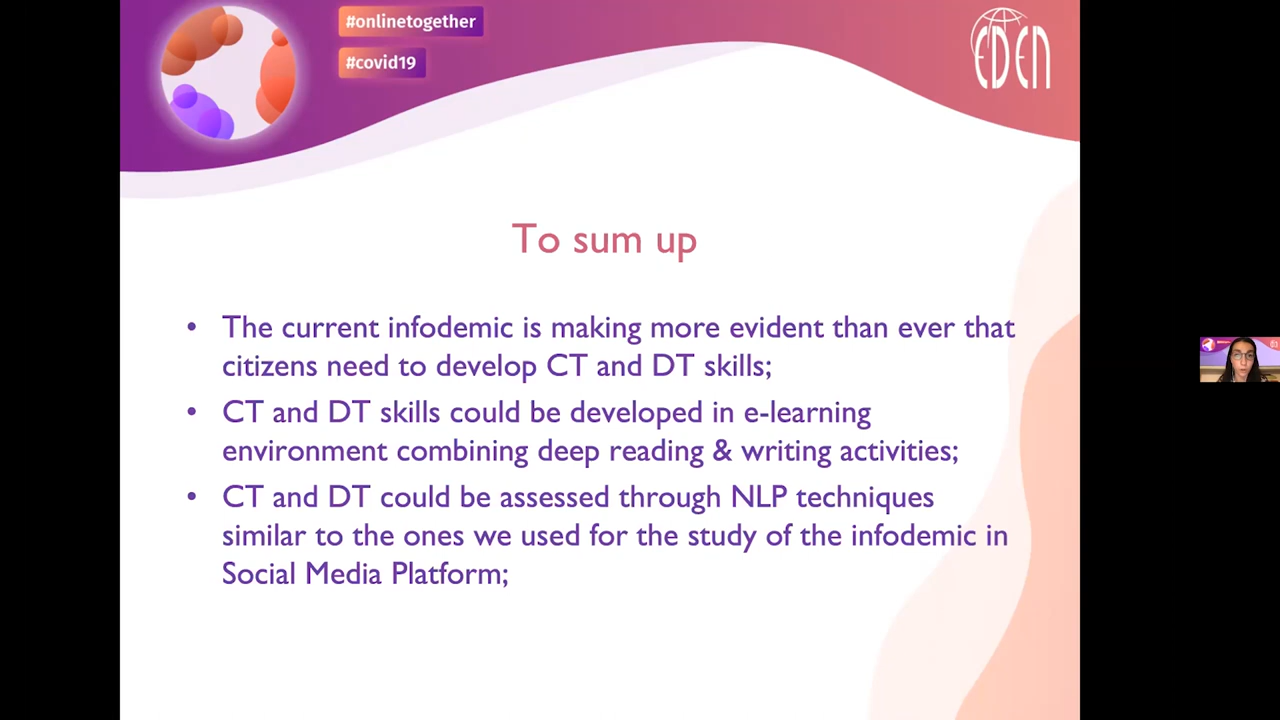 #onlinetogether
#covid19
EDEN
To sum up
• The current infodemic is making more evident than ever that
citizens need to develop CT and DT skills;
• CT and DT skills could be developed in e-learning
environment combining deep reading & writing activities;
• CT and DT could be assessed through NLP techniques
similar to the ones we used for the study of the infodemic in
Social Media Platform;